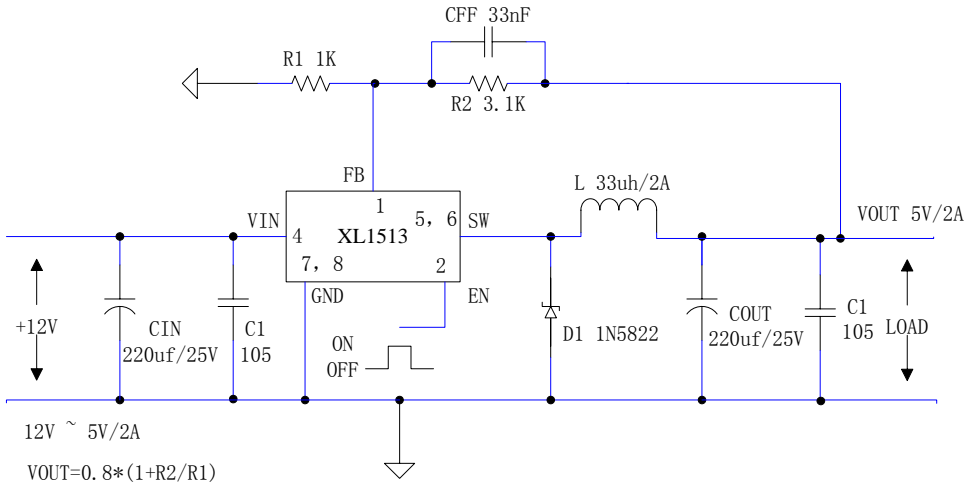 CFF 33nF
R1 1K
R2 3.1K
FB
L 33uh/2A
1
VIN
5, 6
SW
VOUT 5V/2A
4
XL1513
7, 8
2
GND
EN
+12V
CIN
220uf/25V
C1
105
ON
OFF
D1 1N5822
COUT
220uf/25V
C1
105
LOAD
12V ~ 5V/2A
VOUT=0.8*(1+R2/R1)